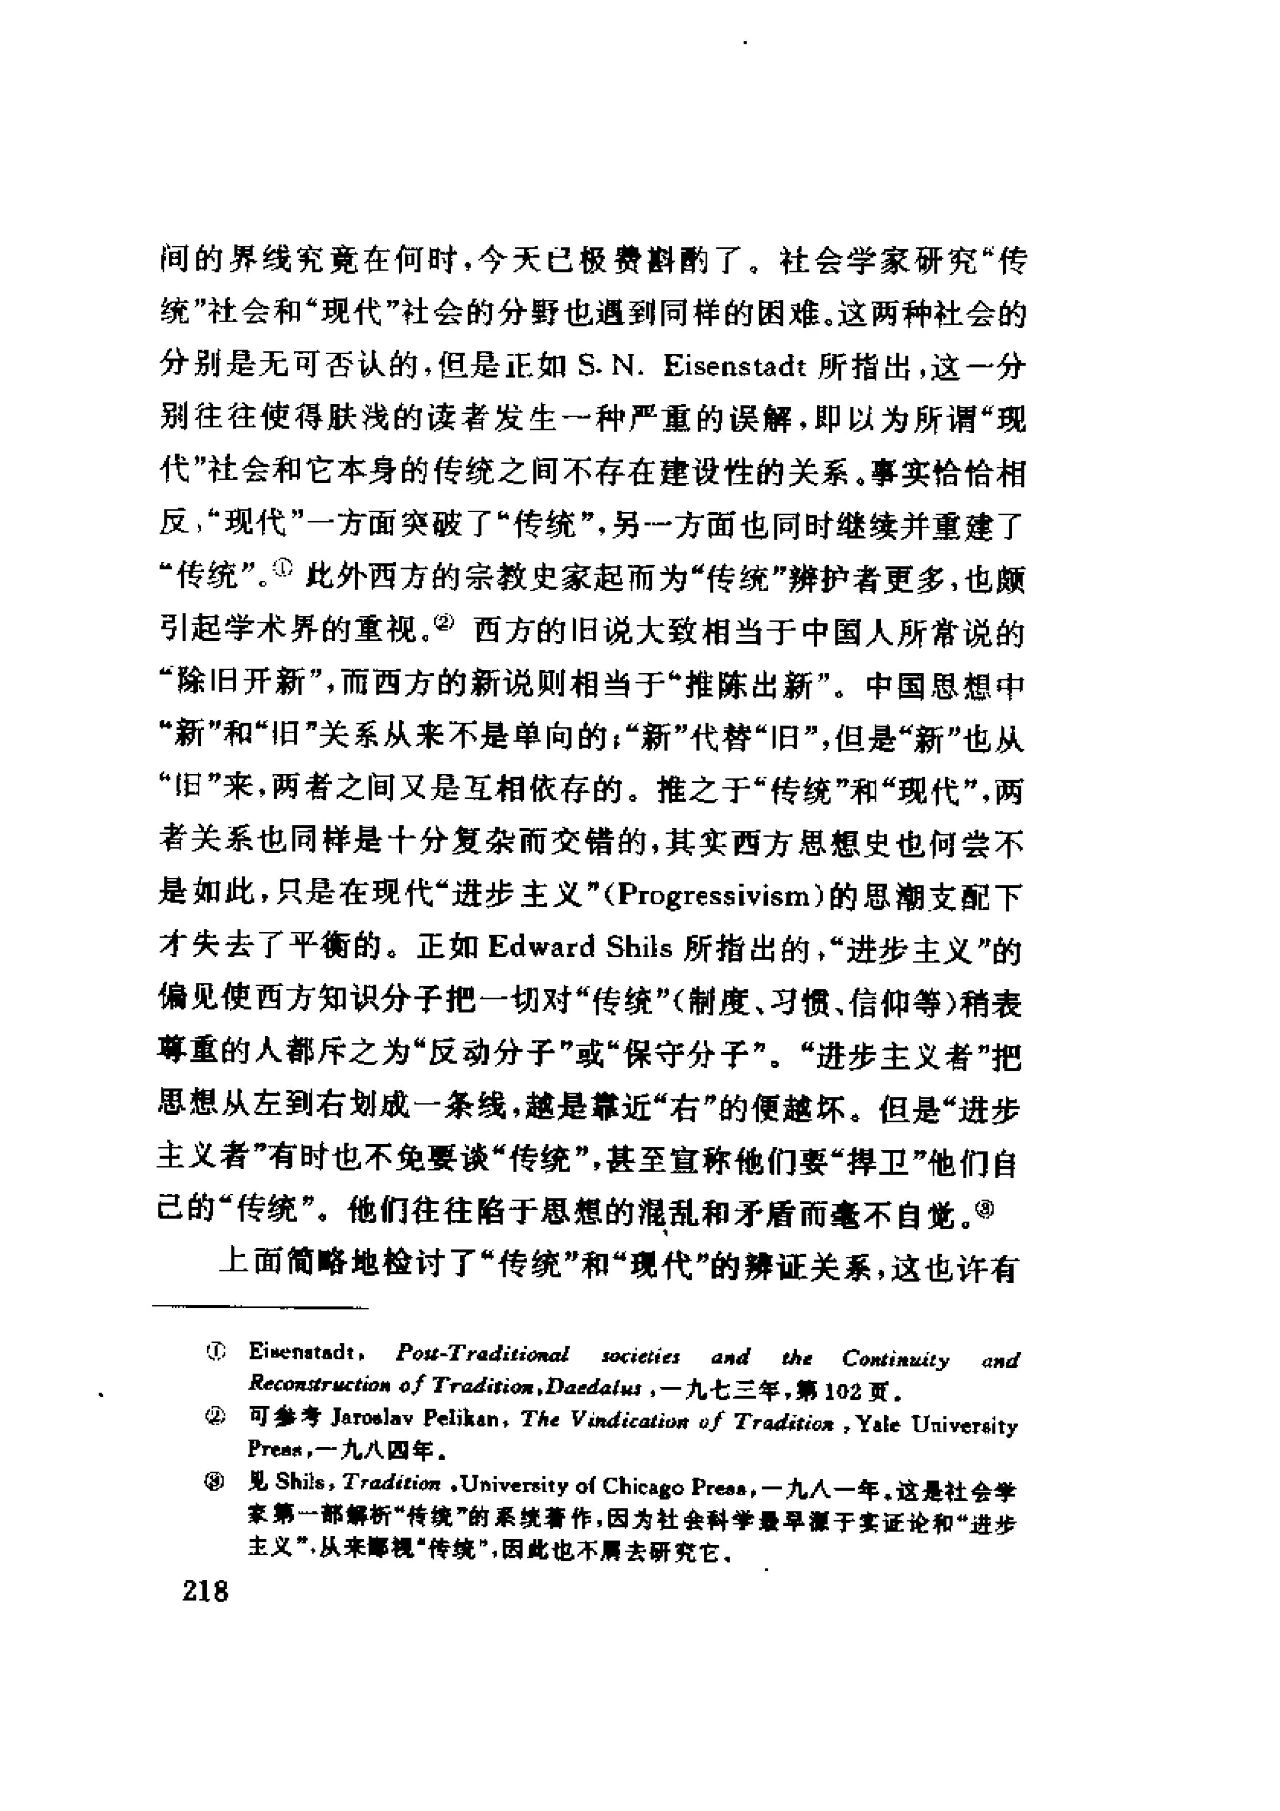 间的界线究竟在何时，今天已极费斟酌了。社会学家研究“传
统”社会和“现代”社会的分野也遇到同样的困难。这两种社会的
分别是无可否认的，但是正如 S. N. Eisenstadt 所指出，这一分
别往往使得肤浅的读者发生一种严重的误解，即以为所谓“现
代”社会和它本身的传统之间不存在建设性的关系。事实恰恰相
反，“现代”一方面突破了“传统”，另一方面也同时继续并重建了
“传统”。① 此外西方的宗教史家起而为“传统”辨护者更多，也颇
引起学术界的重视。② 西方的旧说大致相当于中国人所常说的
“除旧开新”，而西方的新说则相当于“推陈出新”。中国思想中
“新”和“旧”关系从来不是单向的；“新”代替“旧”，但是“新”也从
“旧”来，两者之间又是互相依存的。推之于“传统”和“现代”，两
者关系也同样是十分复杂而交错的，其实西方思想史也何尝不
是如此，只是在现代“进步主义”(Progressivism)的思潮支配下
才失去了平衡的。正如 Edward Shils 所指出的，“进步主义”的
偏见使西方知识分子把一切对“传统”（制度、习惯、信仰等）稍表
尊重的人都斥之为“反动分子”或“保守分子”。“进步主义者”把
思想从左到右划成一条线，越是靠近“右”的便越坏。但是“进步
主义者”有时也不免要谈“传统”，甚至宣称他们要“捍卫”他们自
己的“传统”。他们往往陷于思想的混乱和矛盾而毫不自觉。③
上面简略地检讨了“传统”和“现代”的辨证关系，这也许有
① Eisenstadt, Post-Traditional societies and the Continuity and
Reconstruction of Tradition, Daedalus，一九七三年，第 102 页。
② 可参考 Jaroslav Pelikan, The Vindication of Tradition, Yale University
Press，一九八四年。
③ 见 Shils, Tradition, University of Chicago Press，一九八一年。这是社会学
家第一部解析“传统”的系统著作，因为社会科学最早源于实证论和“进步
主义”，从来鄙视“传统”，因此也不屑去研究它。
218